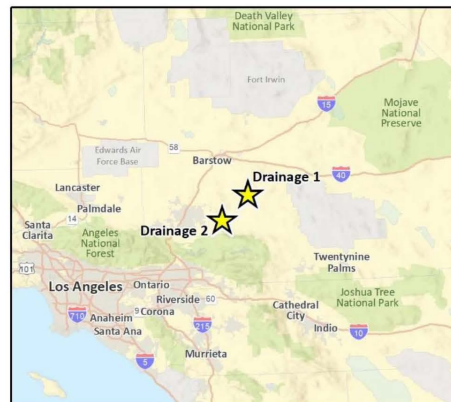 Death Valley
National Park
Fort Irwin
15
Mojave
National
Preserve
58
Edwards Air
Force Base
Barstow
40
Drainage 1
Lancaster
Palmdale
14
Santa
Clarita
Angeles
National
Forest
Drainage 2
101
Twentynine
Palms
Los Angeles
Ontario
Riverside
60
Joshua Tree
National Park
Cathedral
City
710
Anaheim
9
Corona
215
Santa Ana
Indio
10
Murrieta
5